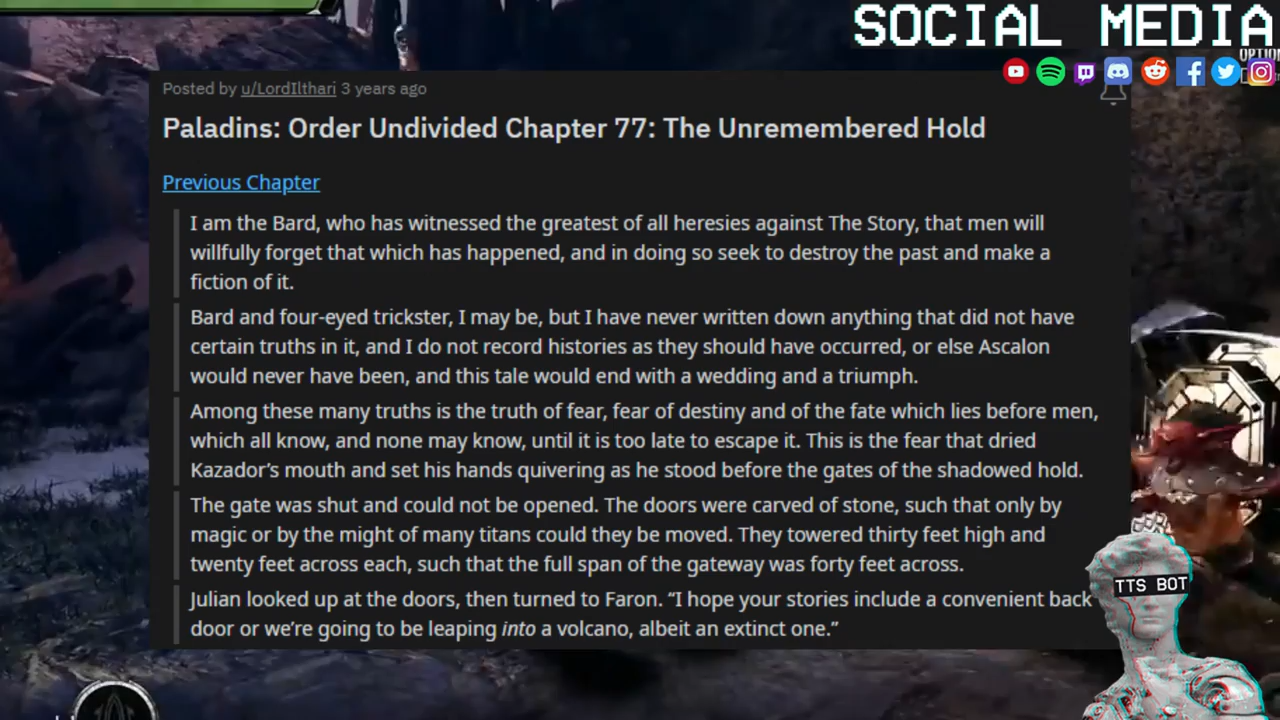 SOCIAL MEDIA
Posted by u/LordIlthari 3 years ago
Paladins: Order Undivided Chapter 77: The Unremembered Hold
Previous Chapter
I am the Bard, who has witnessed the greatest of all heresies against The Story, that men will
willfully forget that which has happened, and in doing so seek to destroy the past and make a
fiction of it.
Bard and four-eyed trickster, I may be, but I have never written down anything that did not have
certain truths in it, and I do not record histories as they should have occurred, or else Ascalon
would never have been, and this tale would end with a wedding and a triumph.
Among these many truths is the truth of fear, fear of destiny and of the fate which lies before men,
which all know, and none may know, until it is too late to escape it. This is the fear that dried
Kazador’s mouth and set his hands quivering as he stood before the gates of the shadowed hold.
The gate was shut and could not be opened. The doors were carved of stone, such that only by
magic or by the might of many titans could they be moved. They towered thirty feet high and
twenty feet across each, such that the full span of the gateway was forty feet across.
Julian looked up at the doors, then turned to Faron. “I hope your stories include a convenient back
door or we’re going to be leaping into a volcano, albeit an extinct one.”
TTS BOT